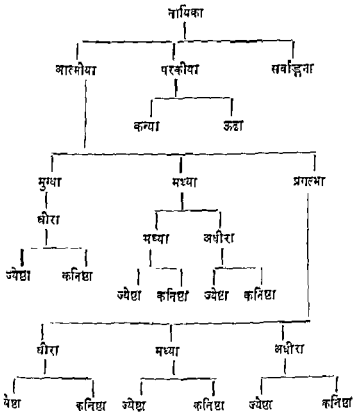 नायिका
आत्मीया परकीया सर्वाङ्गना
कन्या ऊढा
मुग्धा मध्या प्रगल्भा
धीरा
मध्या अधीरा
ज्येष्टा कनिष्टा
ज्येष्टा कनिष्टा ज्येष्टा कनिष्टा
धीरा मध्या अधीरा
येष्टा कनिष्टा ज्येष्टा कनिष्टा ज्येष्टा कनिष्टा